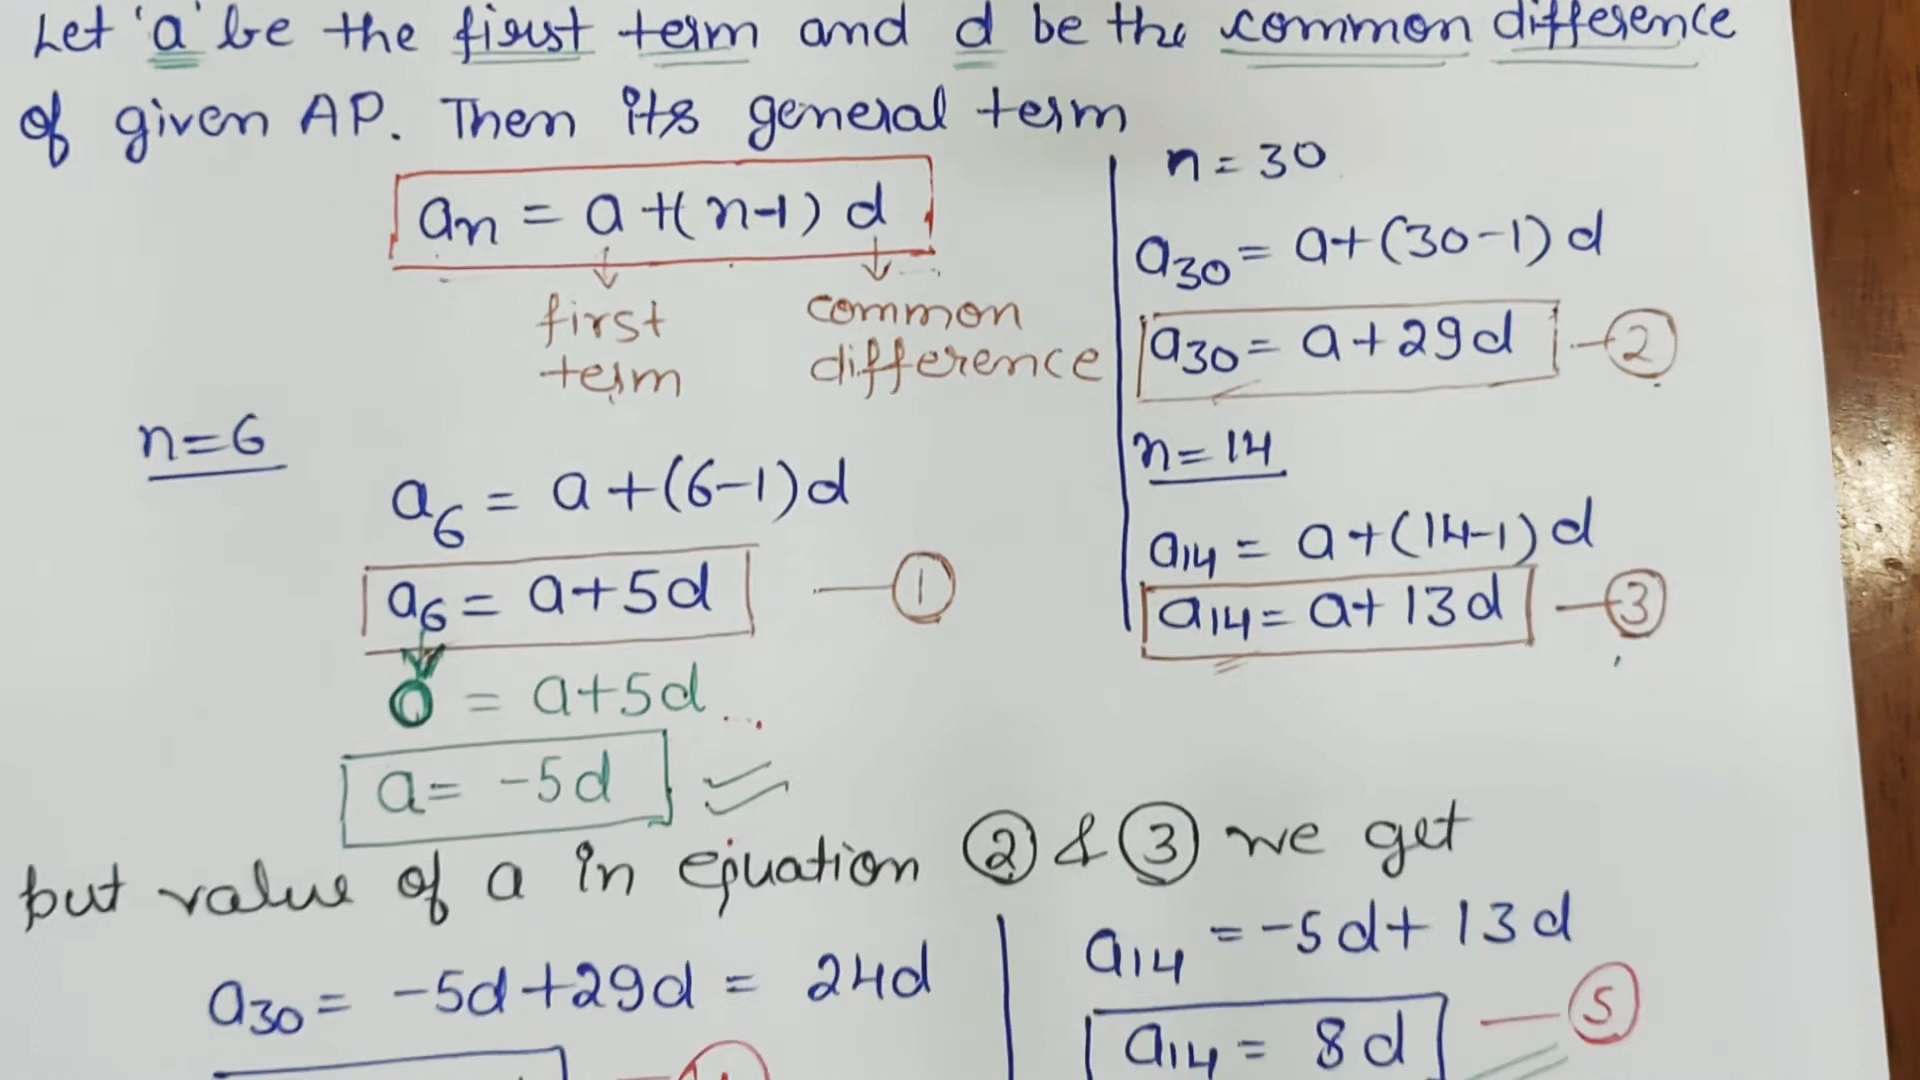 Let 'a' be the first term and d be the common difference
of given AP. Then its general term
an = a+(n-1) d
first term
common difference
n=6
a6 = a+(6-1)d
a6 = a+5d —①
0 = a+5d
a= -5d
n=30
a30= a+(30-1)d
a30= a+29d —②
n=14
a14= a+(14-1)d
a14= a+13d —③
but value of a in equation ② & ③ we get
a30= -5d+29d = 24d
a14 =-5d+13d
a14= 8d —⑤